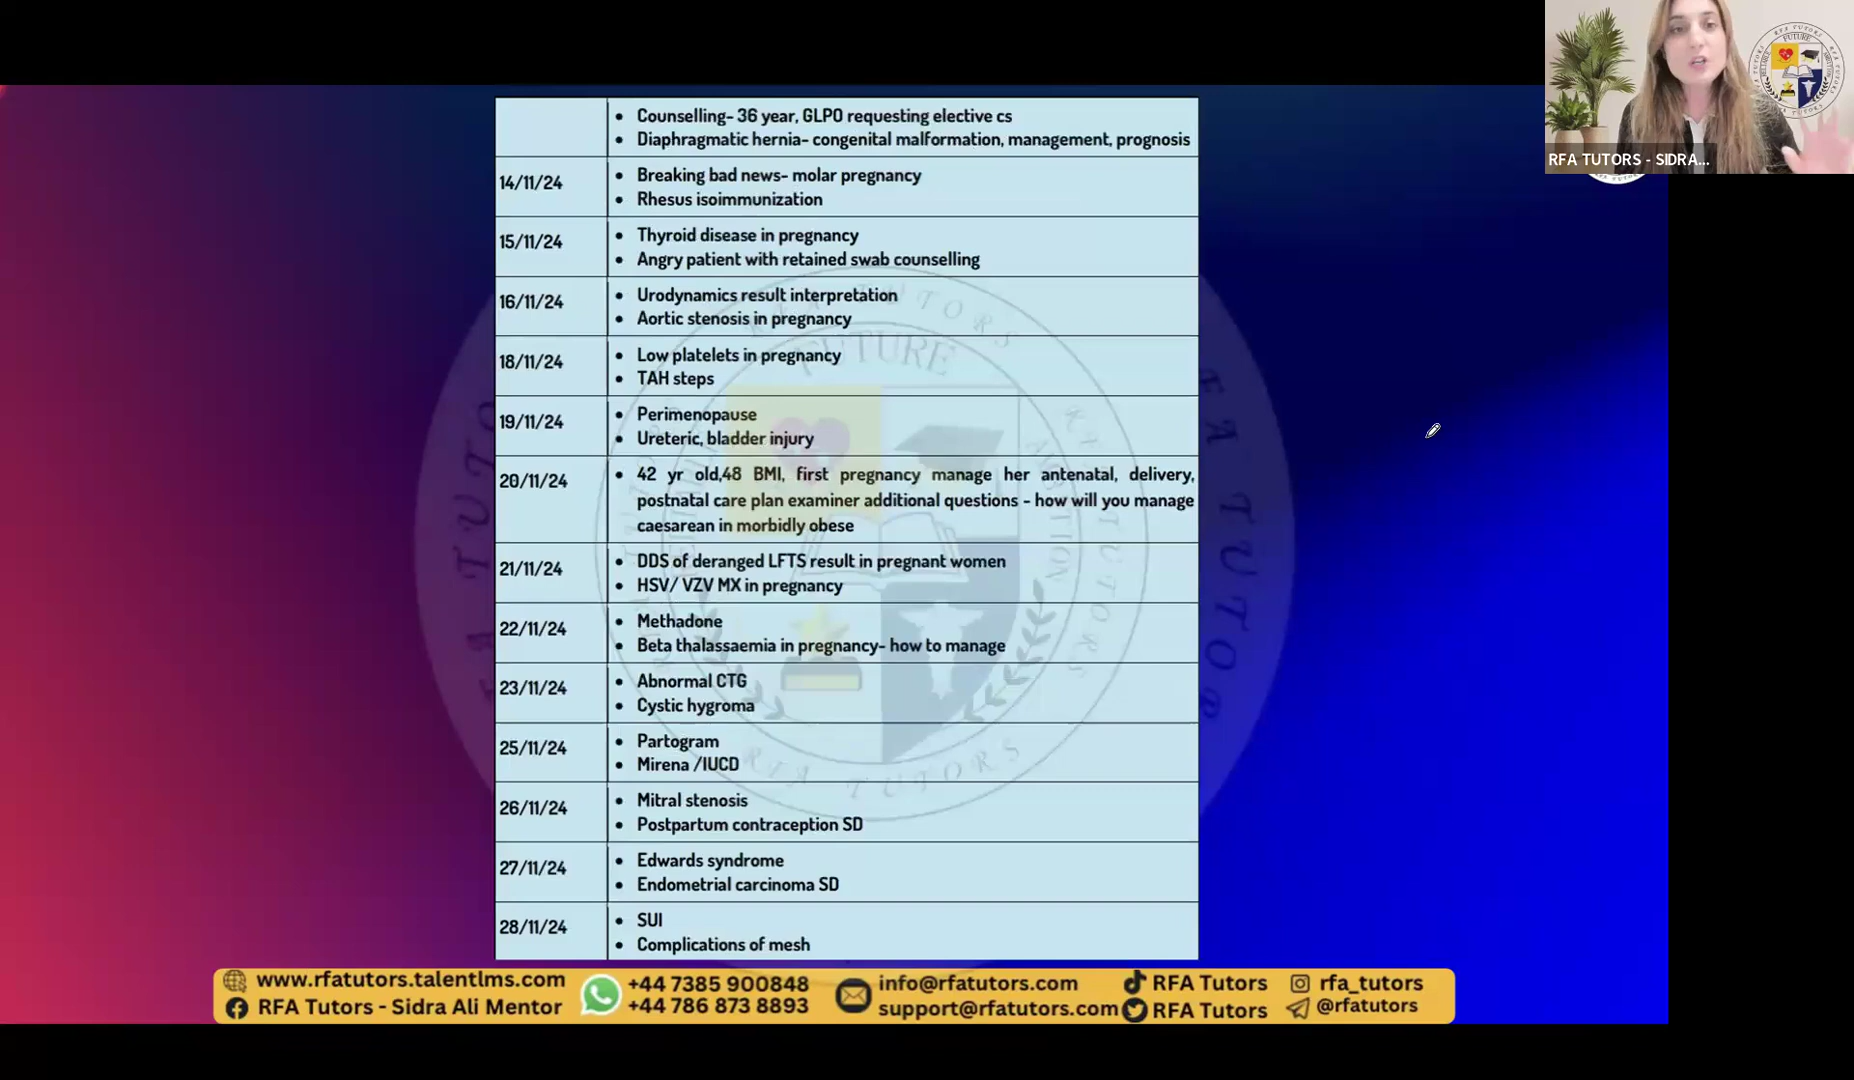 RFA TUTORS - SIDRA...
• Counselling- 36 year, GLPO requesting elective cs
• Diaphragmatic hernia- congenital malformation, management, prognosis
14/11/24
• Breaking bad news- molar pregnancy
• Rhesus isoimmunization
15/11/24
• Thyroid disease in pregnancy
• Angry patient with retained swab counselling
16/11/24
• Urodynamics result interpretation
• Aortic stenosis in pregnancy
18/11/24
• Low platelets in pregnancy
• TAH steps
19/11/24
• Perimenopause
• Ureteric, bladder injury
20/11/24
• 42 yr old,48 BMI, first pregnancy manage her antenatal, delivery,
postnatal care plan examiner additional questions - how will you manage
caesarean in morbidly obese
21/11/24
• DDS of deranged LFTS result in pregnant women
• HSV/ VZV MX in pregnancy
22/11/24
• Methadone
• Beta thalassaemia in pregnancy- how to manage
23/11/24
• Abnormal CTG
• Cystic hygroma
25/11/24
• Partogram
• Mirena /IUCD
26/11/24
• Mitral stenosis
• Postpartum contraception SD
27/11/24
• Edwards syndrome
• Endometrial carcinoma SD
28/11/24
• SUI
• Complications of mesh
RFA TUTORS
FUTURE
RFA TUTORS
www.rfatutors.talentlms.com
RFA Tutors - Sidra Ali Mentor
+44 7385 900848
+44 786 873 8893
info@rfatutors.com
support@rfatutors.com
RFA Tutors
RFA Tutors
rfa_tutors
@rfatutors